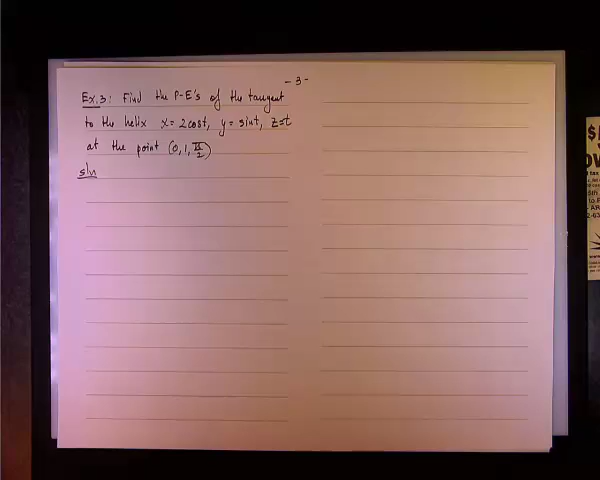 - 3 -
Ex.3: Find the P-E's of the tangent
to the helix x = 2cost, y = sint, z=t
at the point (0, 1, π/2)
sln